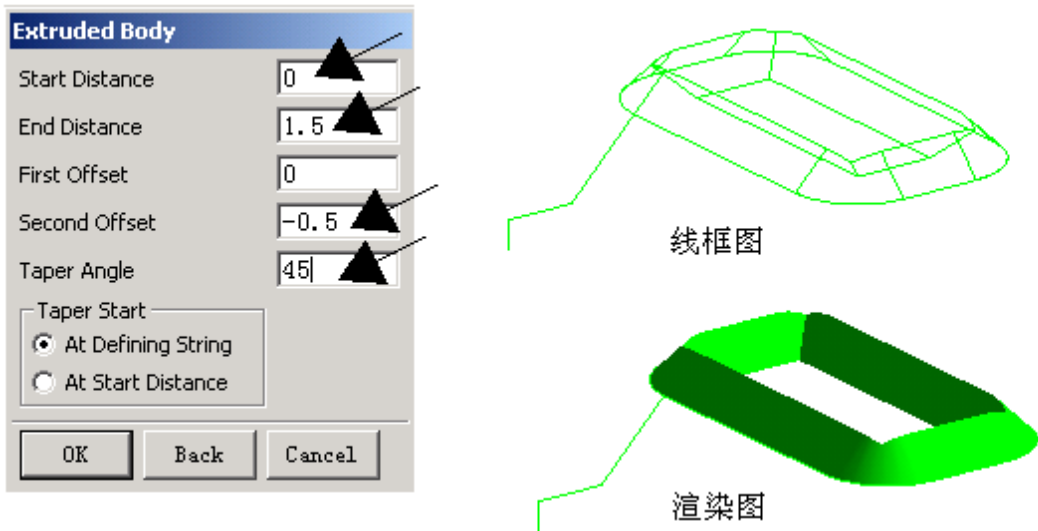 Extruded Body
Start Distance 0
End Distance 1.5
First Offset 0
Second Offset -0.5
Taper Angle 45
Taper Start
At Defining String
At Start Distance
OK Back Cancel
线框图
渲染图